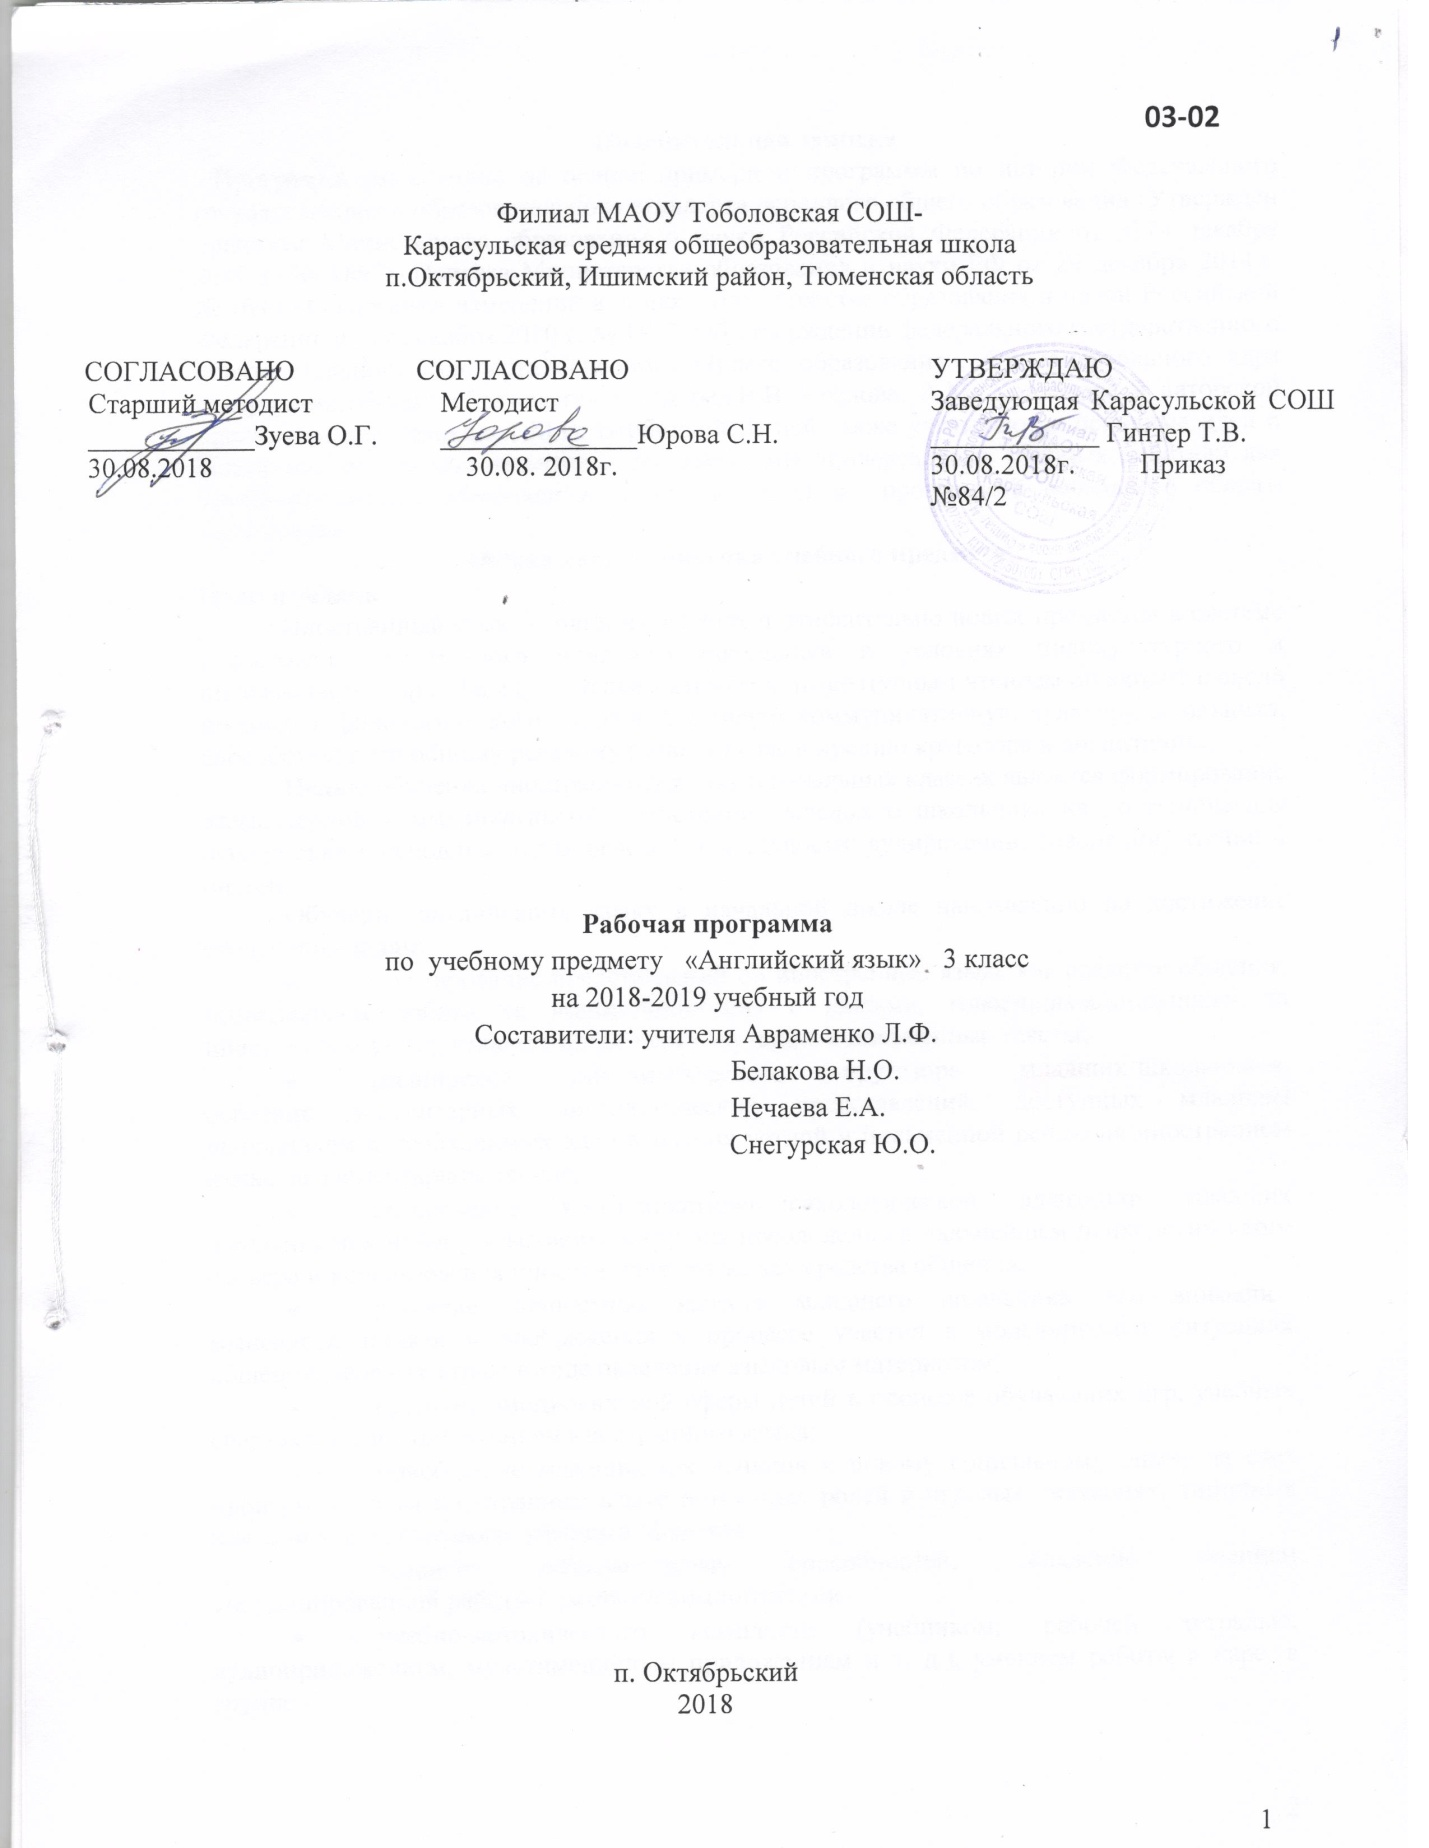 03-02
Филиал МАОУ Тоболовская СОШ-
Карасульская средняя общеобразовательная школа
п.Октябрьский, Ишимский район, Тюменская область
СОГЛАСОВАНО СОГЛАСОВАНО УТВЕРЖДАЮ
Старший методист Методист Заведующая Карасульской СОШ
____________Зуева О.Г. ______________Юрова С.Н. ____________ Гинтер Т.В.
30.08.2018 30.08. 2018г. 30.08.2018г. Приказ
№84/2
Рабочая программа
по учебному предмету «Английский язык» 3 класс
на 2018-2019 учебный год
Составители: учителя Авраменко Л.Ф.
Белакова Н.О.
Нечаева Е.А.
Снегурская Ю.О.
п. Октябрьский
2018
1